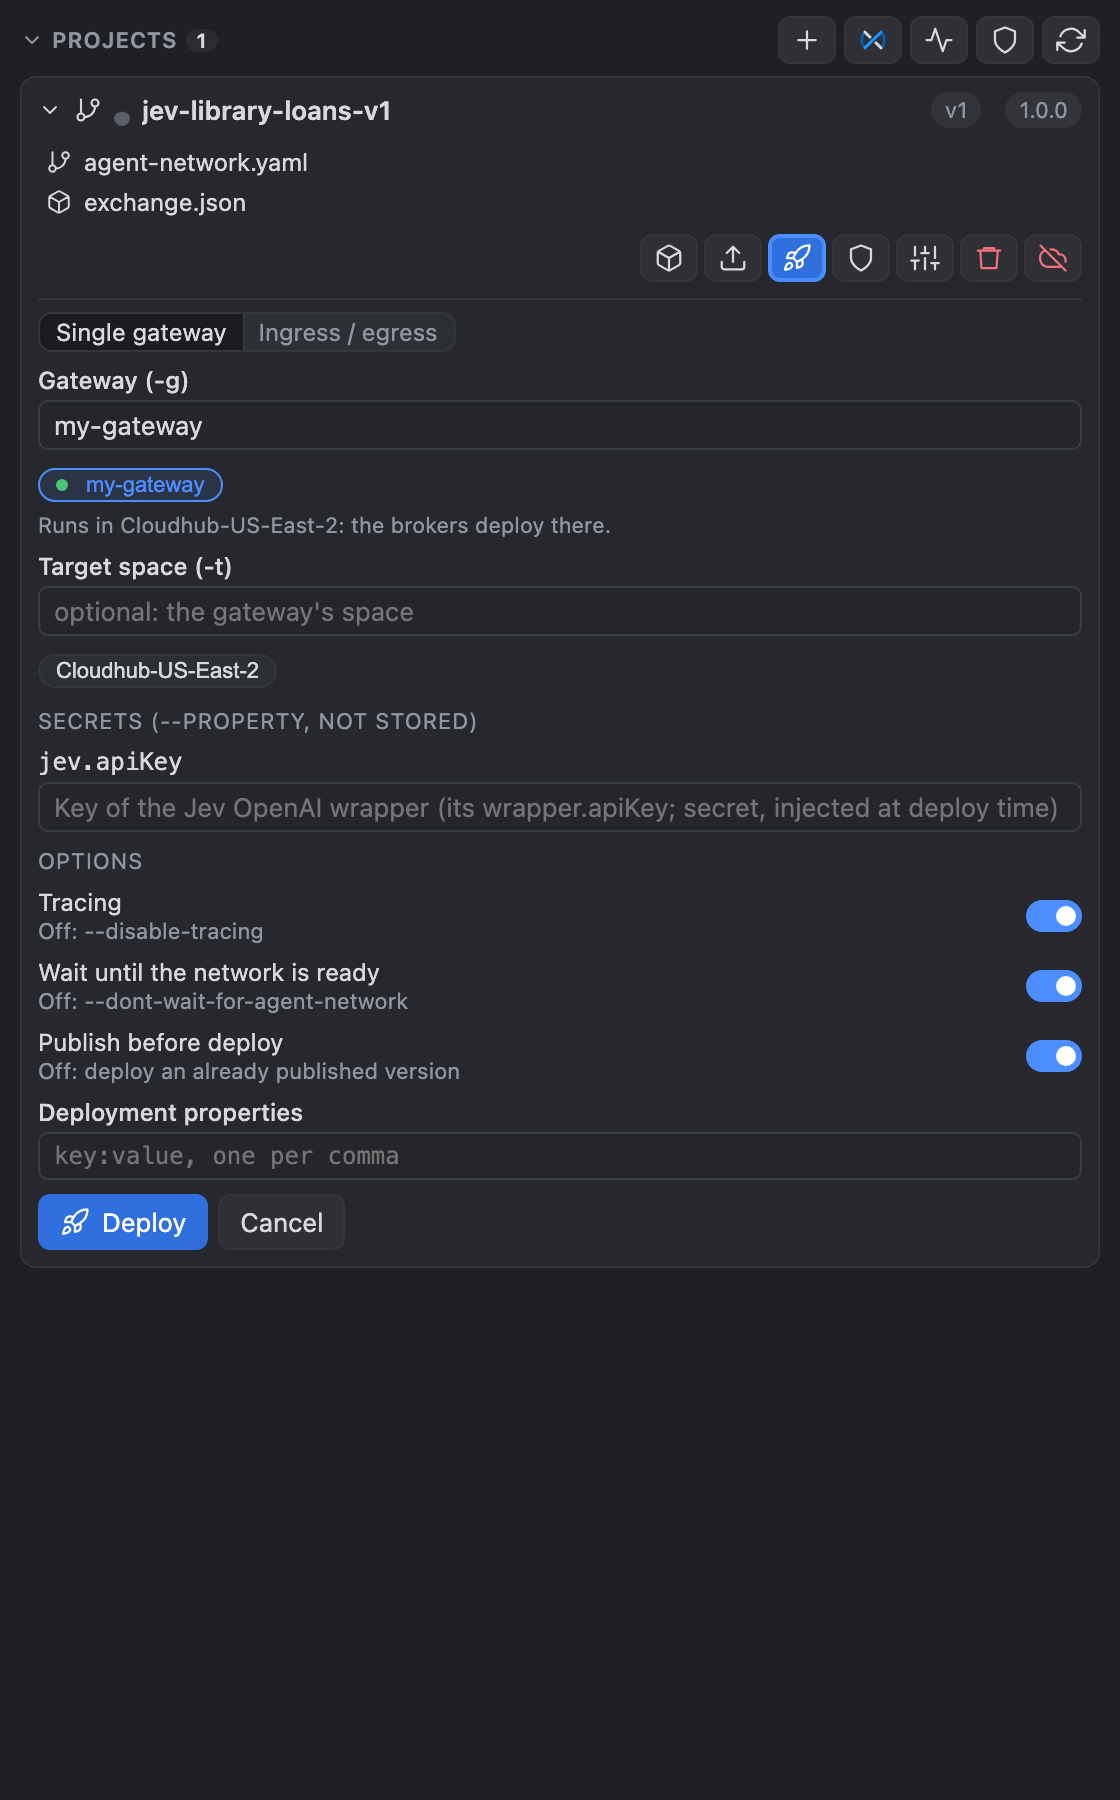 PROJECTS 1
jev-library-loans-v1 v1 1.0.0
agent-network.yaml
exchange.json
Single gateway Ingress / egress
Gateway (-g)
my-gateway
my-gateway
Runs in Cloudhub-US-East-2: the brokers deploy there.
Target space (-t)
optional: the gateway's space
Cloudhub-US-East-2
SECRETS (--PROPERTY, NOT STORED)
jev.apiKey
Key of the Jev OpenAI wrapper (its wrapper.apiKey; secret, injected at deploy time)
OPTIONS
Tracing
Off: --disable-tracing
Wait until the network is ready
Off: --dont-wait-for-agent-network
Publish before deploy
Off: deploy an already published version
Deployment properties
key:value, one per comma
Deploy Cancel